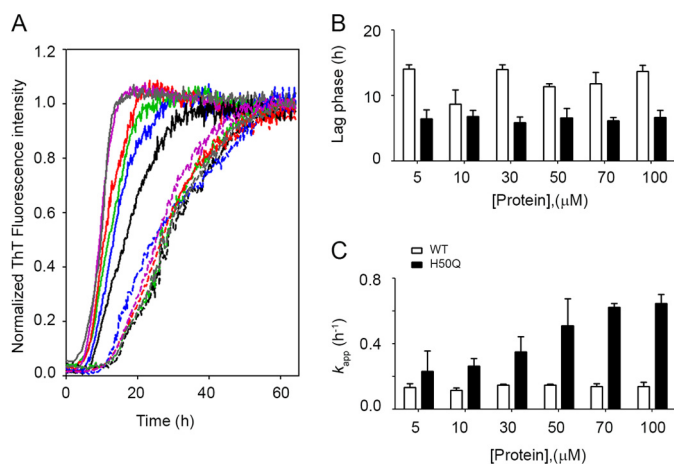 A
Normalized ThT Fluorescence intensity
1.2
1.0
0.8
0.6
0.4
0.2
0.0
0 20 40 60
Time (h)
B
Lag phase (h)
20
10
0
5 10 30 50 70 100
[Protein],(μM)
C
WT
H50Q
kapp (h⁻¹)
0.8
0.4
0.0
5 10 30 50 70 100
[Protein],(μM)